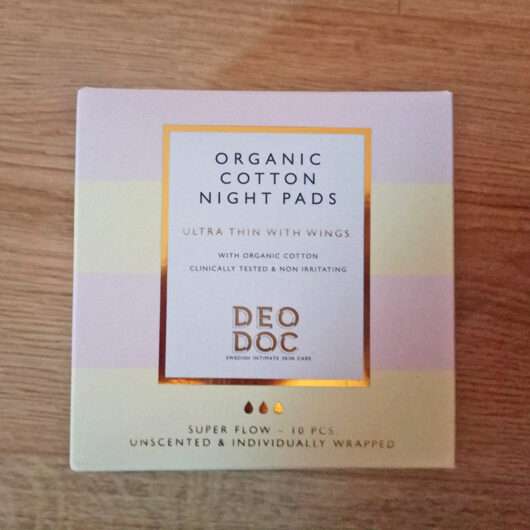 ORGANIC
COTTON
NIGHT PADS
ULTRA THIN WITH WINGS
WITH ORGANIC COTTON
CLINICALLY TESTED & NON IRRITATING
DEO
DOC
SWEDISH INTIMATE SKIN CARE
SUPER FLOW – 10 PCS.
UNSCENTED & INDIVIDUALLY WRAPPED